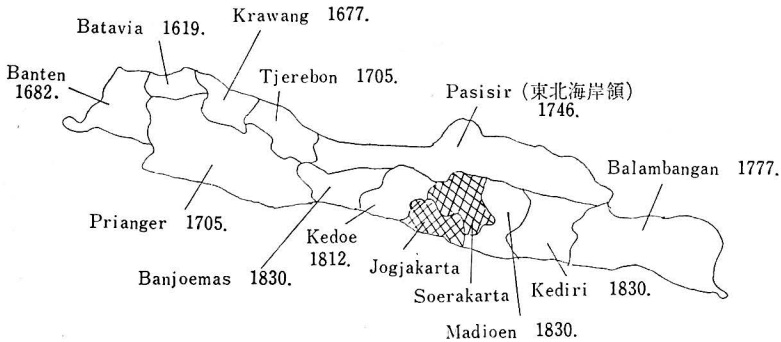 Krawang 1677.
Batavia 1619.
Banten
1682.
Tjerebon 1705.
Pasisir (東北海岸領)
1746.
Balambangan 1777.
Prianger 1705.
Kedoe
1812.
Banjoemas 1830.
Jogjakarta
Soerakarta
Kediri 1830.
Madioen 1830.